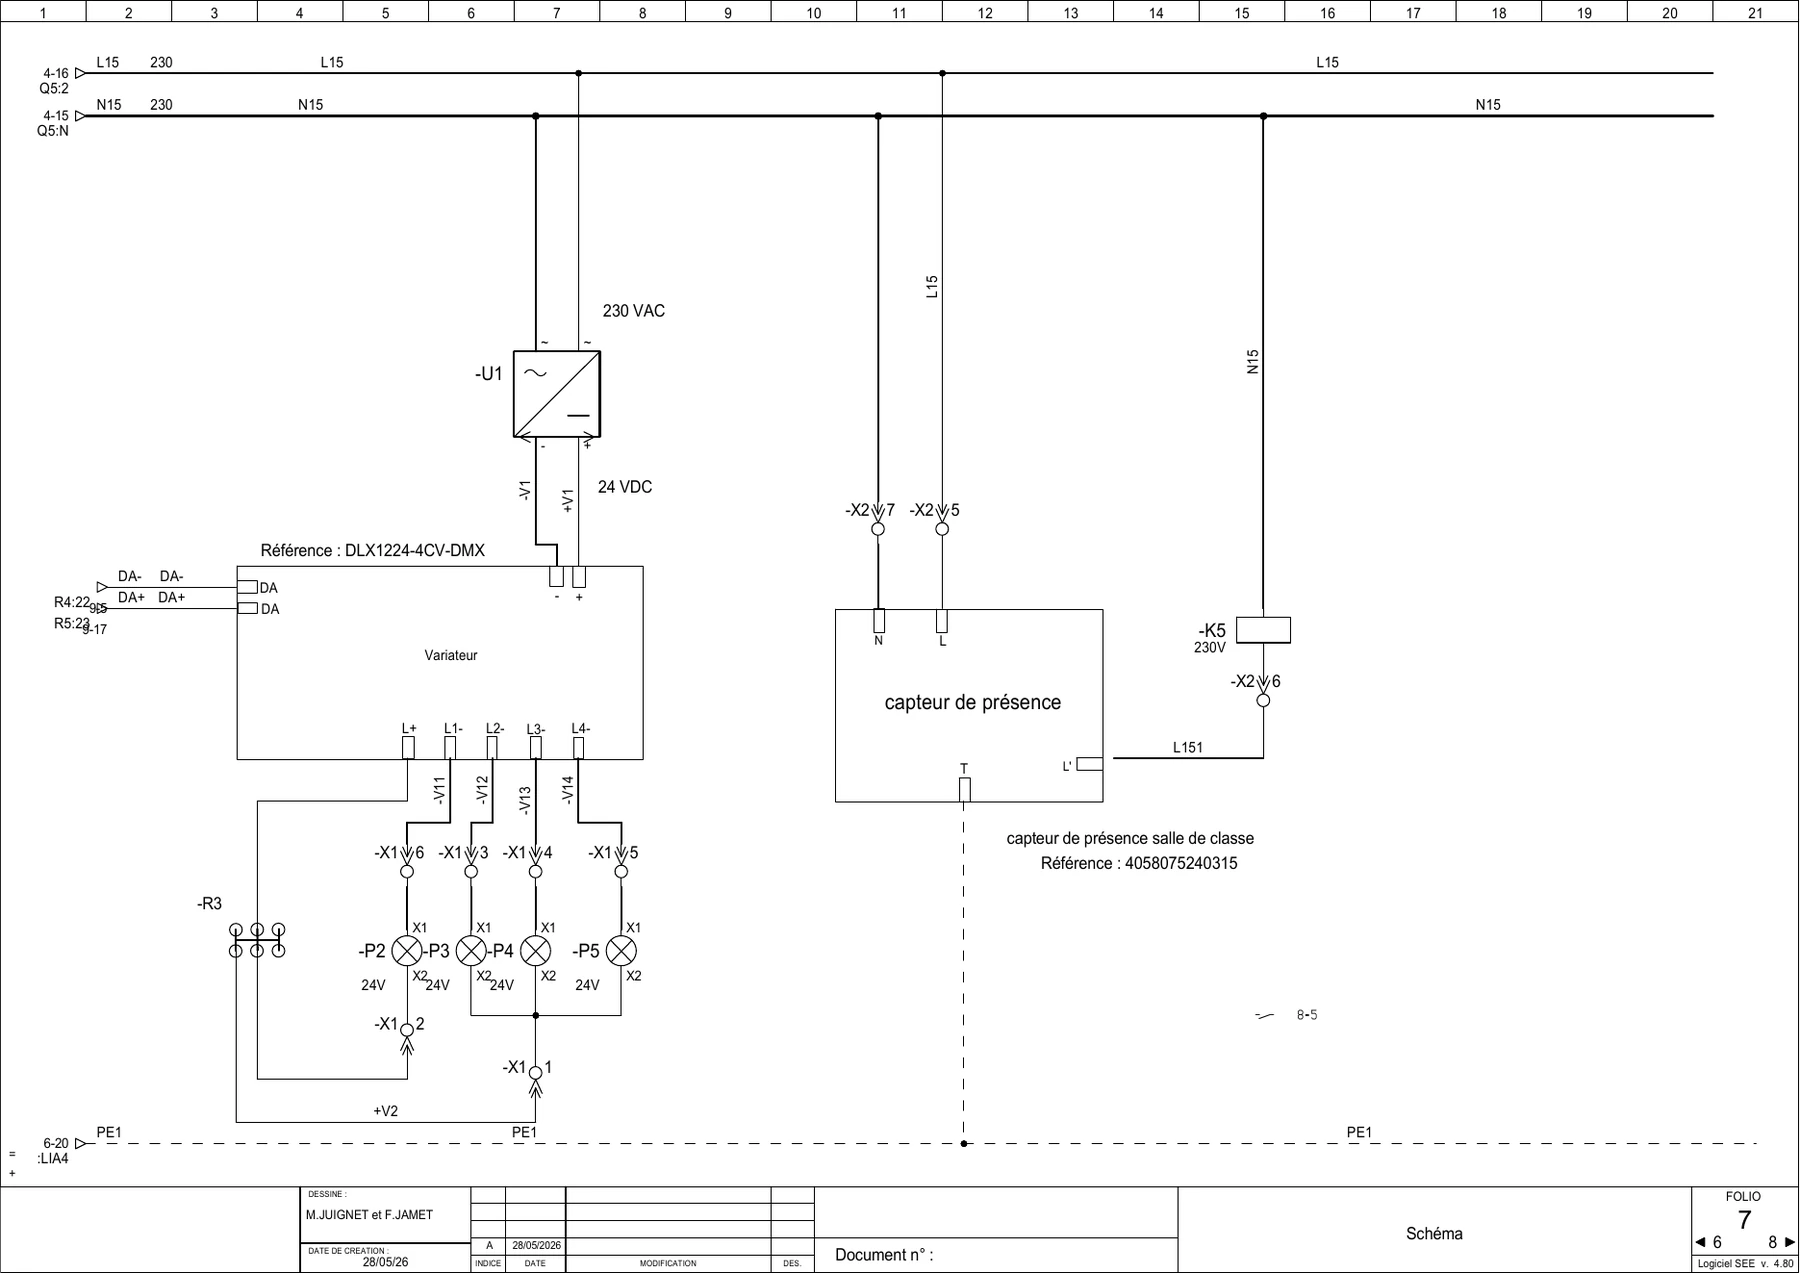 1 2 3 4 5 6 7 8 9 10 11 12 13 14 15 16 17 18 19 20 21
L15 230 L15 L15
4-16
Q5:2
N15 230 N15 N15
4-15
Q5:N
L15
230 VAC
N15
~ ~
-U1
- +
-V1 +V1 24 VDC
-X2 7 -X2 5
Référence : DLX1224-4CV-DMX
DA- DA- DA
R4:22 9-5
DA+ DA+ DA
R5:23 9-17
- +
N L
-K5
230V
Variateur
-X2 6
capteur de présence
L+ L1- L2- L3- L4-
L151
T L'
-V11 -V12 -V13 -V14
capteur de présence salle de classe
Référence : 4058075240315
-X1 6 -X1 3 -X1 4 -X1 5
-R3
X1 X1 X1 X1
-P2 -P3 -P4 -P5
X2 X2 X2 X2
24V 24V 24V 24V
8-5
-X1 2
-X1 1
+V2
PE1 PE1 PE1
6-20
:LIA4
=
+
DESSINE :
M.JUIGNET et F.JAMET
DATE DE CREATION :
28/05/26
A 28/05/2026
INDICE DATE MODIFICATION DES.
Document n° :
Schéma
FOLIO
7
6 8
Logiciel SEE v. 4.80